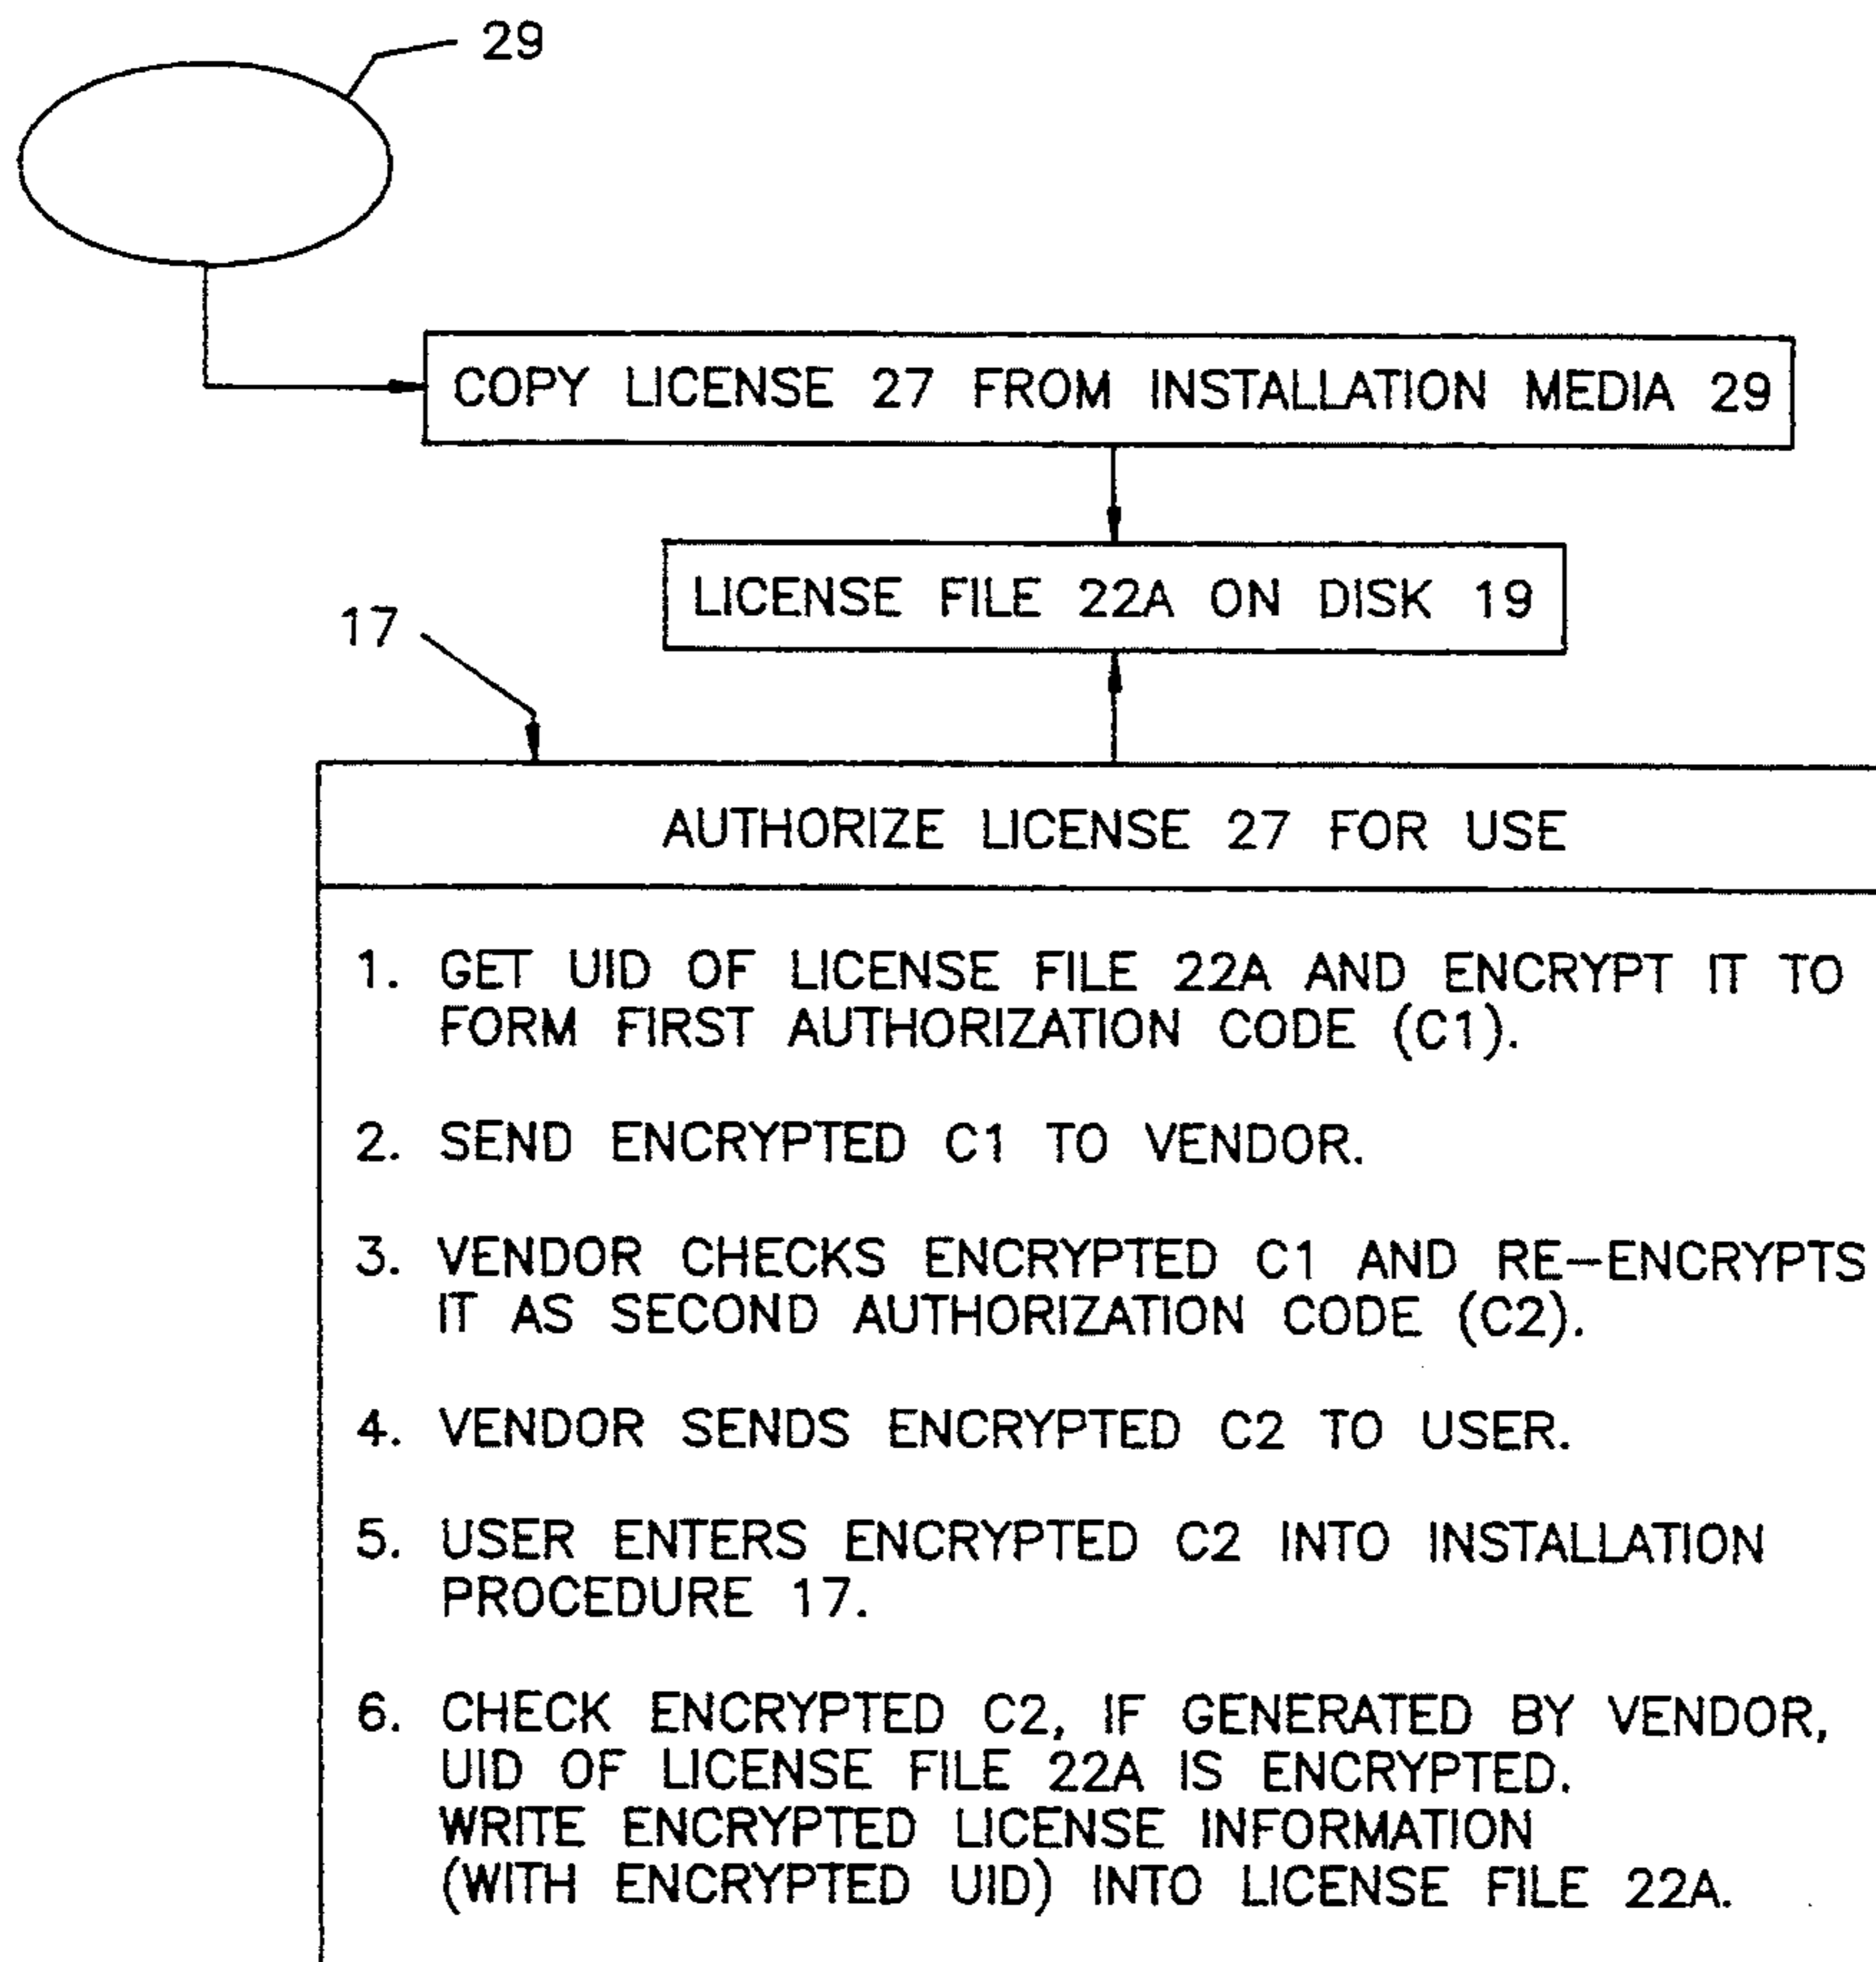 29
COPY LICENSE 27 FROM INSTALLATION MEDIA 29
LICENSE FILE 22A ON DISK 19
17
AUTHORIZE LICENSE 27 FOR USE
1. GET UID OF LICENSE FILE 22A AND ENCRYPT IT TO
FORM FIRST AUTHORIZATION CODE (C1).
2. SEND ENCRYPTED C1 TO VENDOR.
3. VENDOR CHECKS ENCRYPTED C1 AND RE-ENCRYPTS
IT AS SECOND AUTHORIZATION CODE (C2).
4. VENDOR SENDS ENCRYPTED C2 TO USER.
5. USER ENTERS ENCRYPTED C2 INTO INSTALLATION
PROCEDURE 17.
6. CHECK ENCRYPTED C2, IF GENERATED BY VENDOR,
UID OF LICENSE FILE 22A IS ENCRYPTED.
WRITE ENCRYPTED LICENSE INFORMATION
(WITH ENCRYPTED UID) INTO LICENSE FILE 22A.